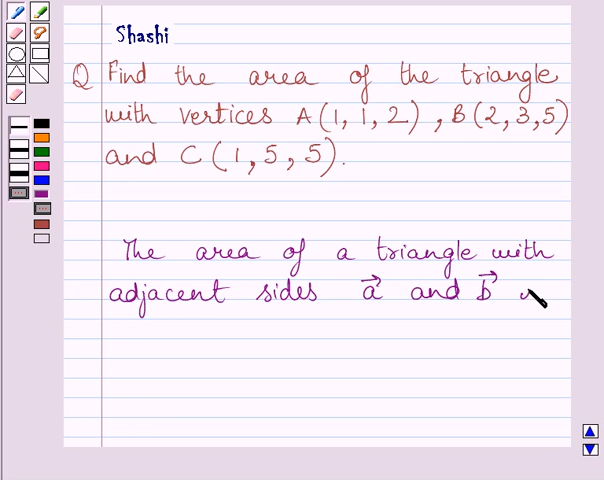 Shashi
Q Find the area of the triangle
with vertices A(1, 1, 2), B(2, 3, 5)
and C(1, 5, 5).
The area of a triangle with
adjacent sides a⃗ and b⃗